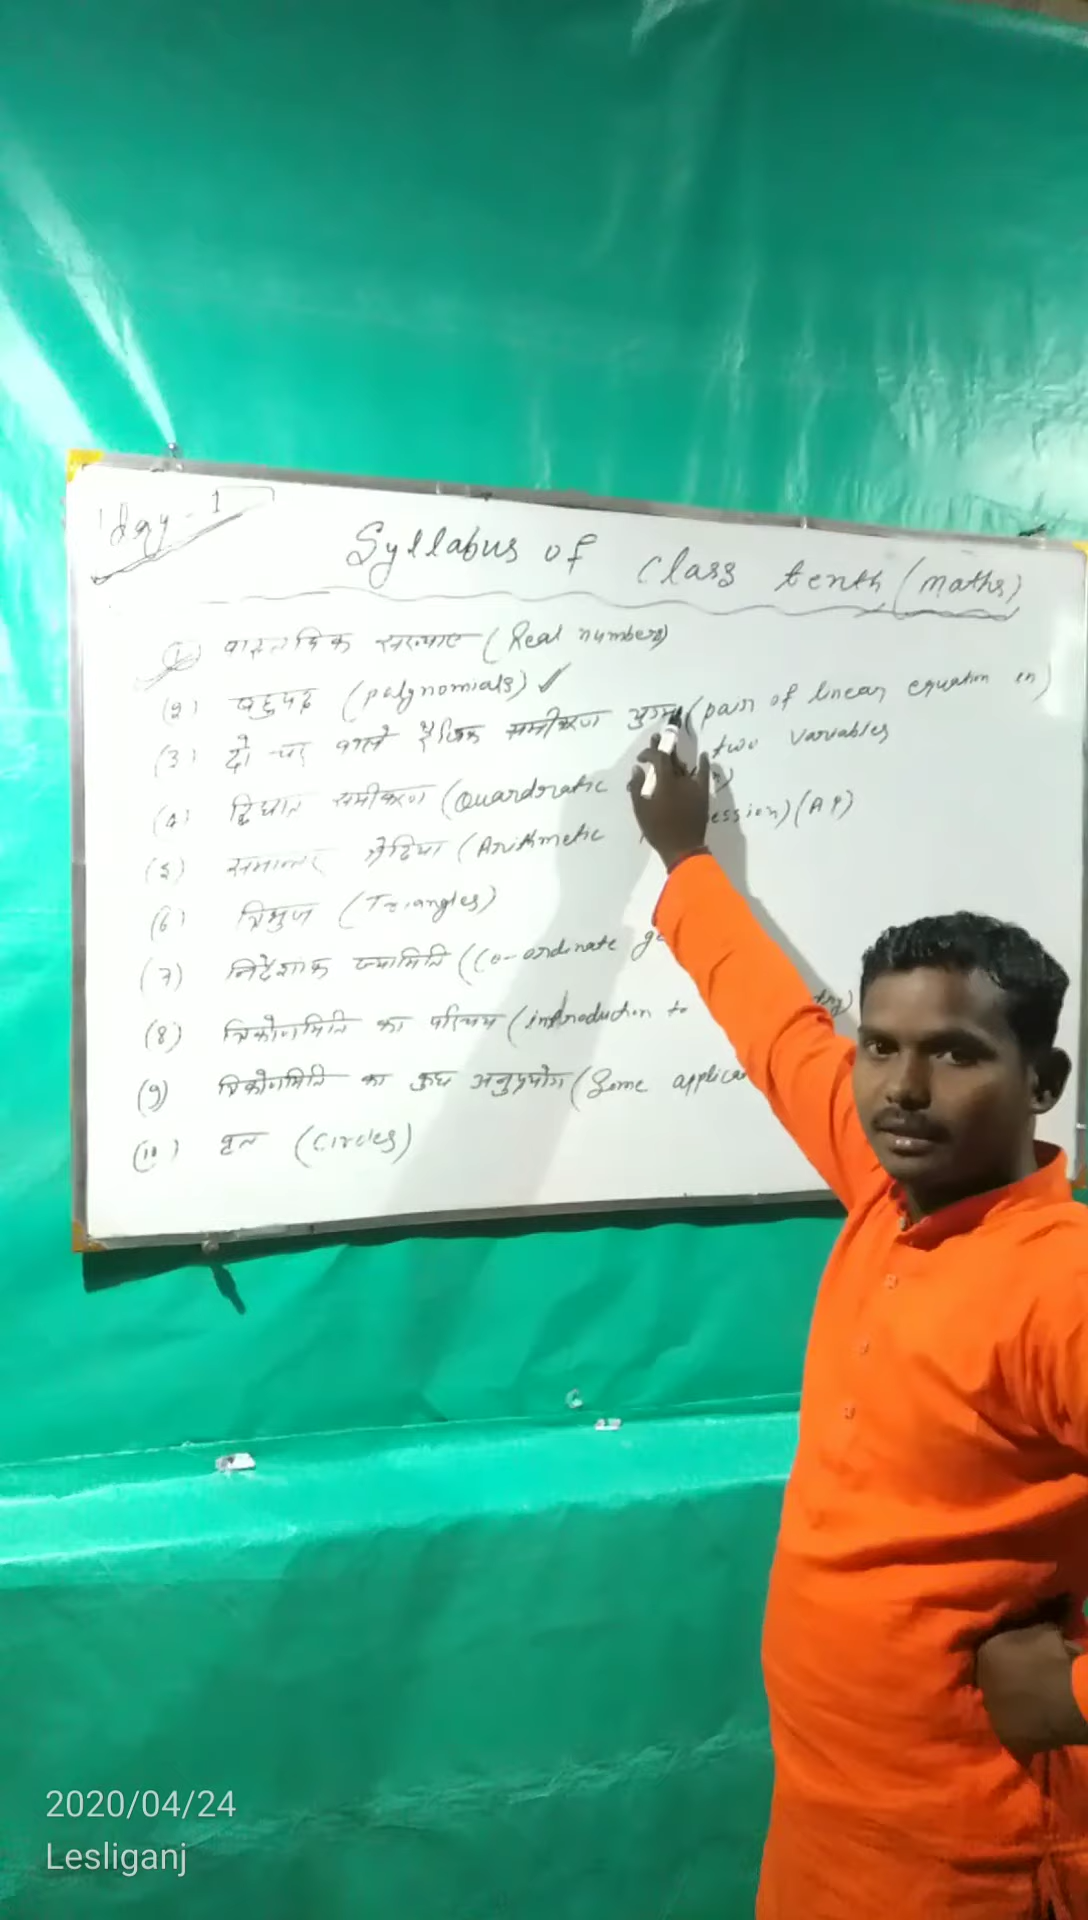 day-1
Syllabus of Class tenth (maths)
(1) वास्तविक संख्याए (Real numbers)
(2) बहुपद (polynomials) ✓
(3) दो चर वाले रैखिक समीकरण युग्म (pair of linear equation in)
two variables
(4) द्विघात समीकरण (Quardratic
(5) समान्तर श्रेढिया (Arithmetic ession) (AP)
(6) त्रिभुज (Triangles)
(7) निर्देशांक ज्यामिति (Co-ordinate ge
(8) त्रिकोणमिति का परिचय (introduction to try)
(9) त्रिकोणमिति का कुछ अनुप्रयोग (Some applica
(10) वृत (Circles)
2020/04/24
Lesliganj